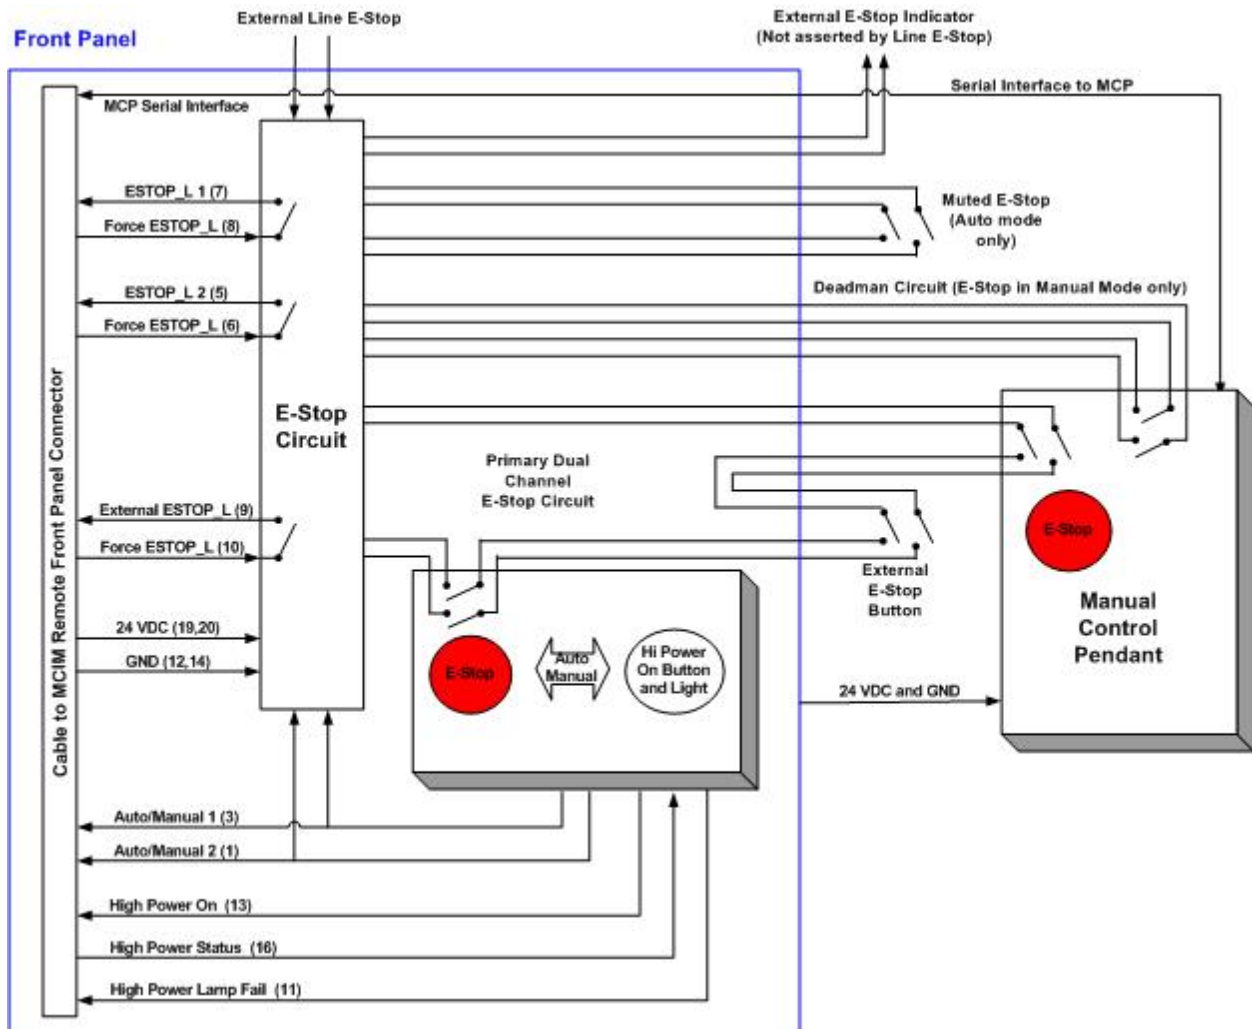 External Line E-Stop
External E-Stop Indicator
(Not asserted by Line E-Stop)
Front Panel
Serial Interface to MCP
MCP Serial Interface
ESTOP_L 1 (7)
Force ESTOP_L (8)
Muted E-Stop
(Auto mode
only)
ESTOP_L 2 (5)
Force ESTOP_L (6)
Deadman Circuit (E-Stop in Manual Mode only)
Cable to MCIM Remote Front Panel Connector
E-Stop
Circuit
Primary Dual
Channel
E-Stop Circuit
External ESTOP_L (9)
Force ESTOP_L (10)
E-Stop
External
E-Stop
Button
Manual
Control
Pendant
24 VDC (19,20)
GND (12,14)
E-Stop
Auto
Manual
Hi Power
On Button
and Light
24 VDC and GND
Auto/Manual 1 (3)
Auto/Manual 2 (1)
High Power On (13)
High Power Status (16)
High Power Lamp Fail (11)